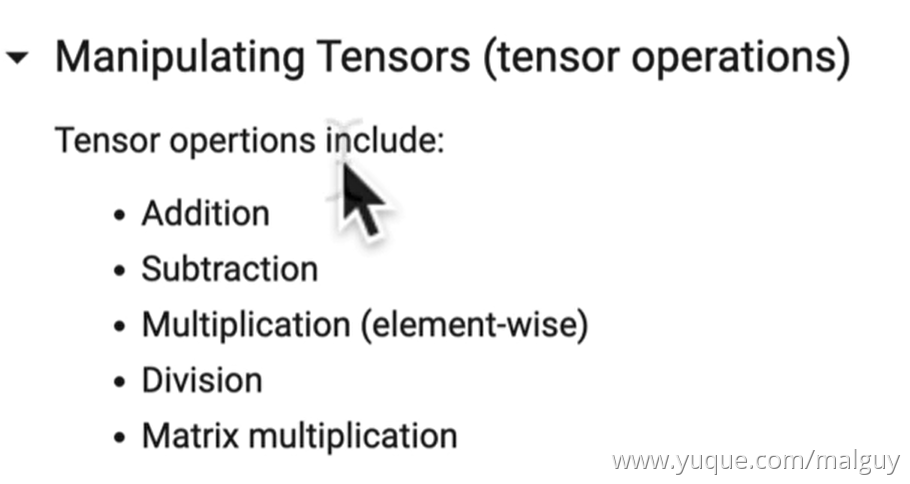 Manipulating Tensors (tensor operations)
Tensor opertions include:
Addition
Subtraction
Multiplication (element-wise)
Division
Matrix multiplication
www.yuque.com/malguy